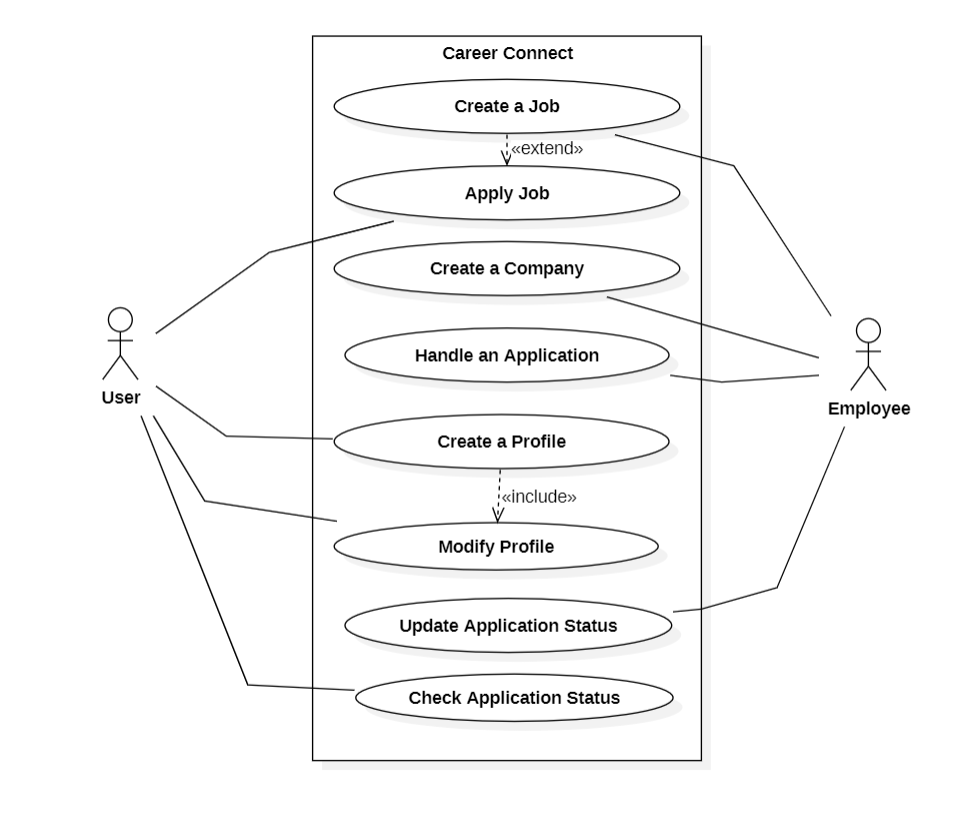 Career Connect
Create a Job
«extend»
Apply Job
Create a Company
Handle an Application
User
Employee
Create a Profile
«include»
Modify Profile
Update Application Status
Check Application Status